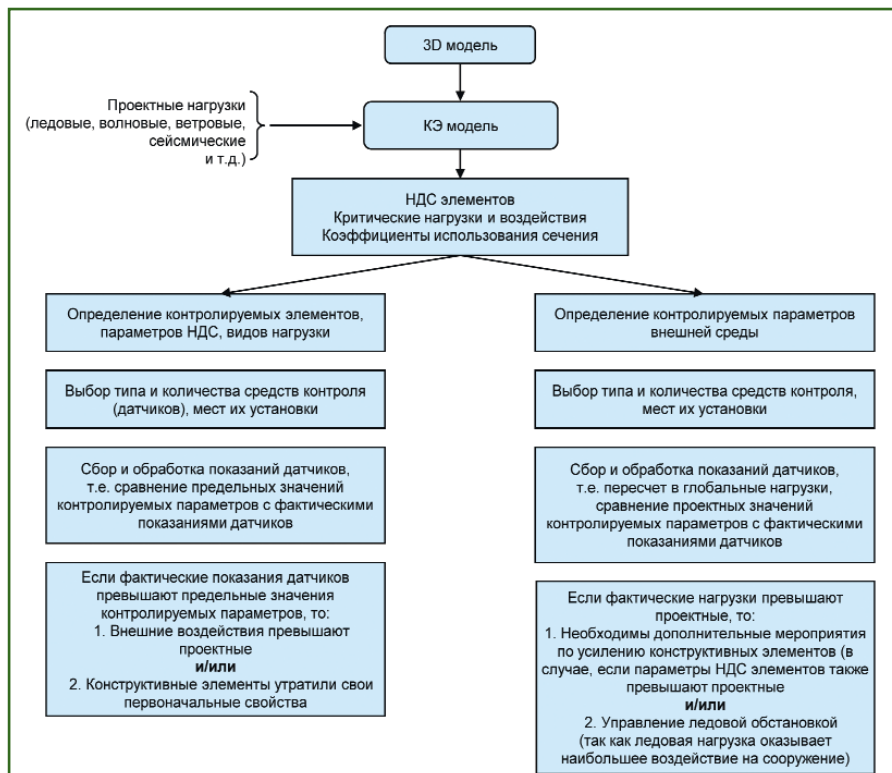 3D модель
Проектные нагрузки
(ледовые, волновые, ветровые,
сейсмические
и т.д.)
КЭ модель
НДС элементов
Критические нагрузки и воздействия
Коэффициенты использования сечения
Определение контролируемых элементов,
параметров НДС, видов нагрузки
Выбор типа и количества средств контроля
(датчиков), мест их установки
Сбор и обработка показаний датчиков,
т.е. сравнение предельных значений
контролируемых параметров с фактическими
показаниями датчиков
Если фактические показания датчиков
превышают предельные значения
контролируемых параметров, то:
1. Внешние воздействия превышают
проектные
и/или
2. Конструктивные элементы утратили свои
первоначальные свойства
Определение контролируемых параметров
внешней среды
Выбор типа и количества средств контроля,
мест их установки
Сбор и обработка показаний датчиков,
т.е. пересчет в глобальные нагрузки,
сравнение проектных значений
контролируемых параметров с фактическими
показаниями датчиков
Если фактические нагрузки превышают
проектные, то:
1. Необходимы дополнительные мероприятия
по усилению конструктивных элементов (в
случае, если параметры НДС элементов также
превышают проектные
и/или
2. Управление ледовой обстановкой
(так как ледовая нагрузка оказывает
наибольшее воздействие на сооружение)